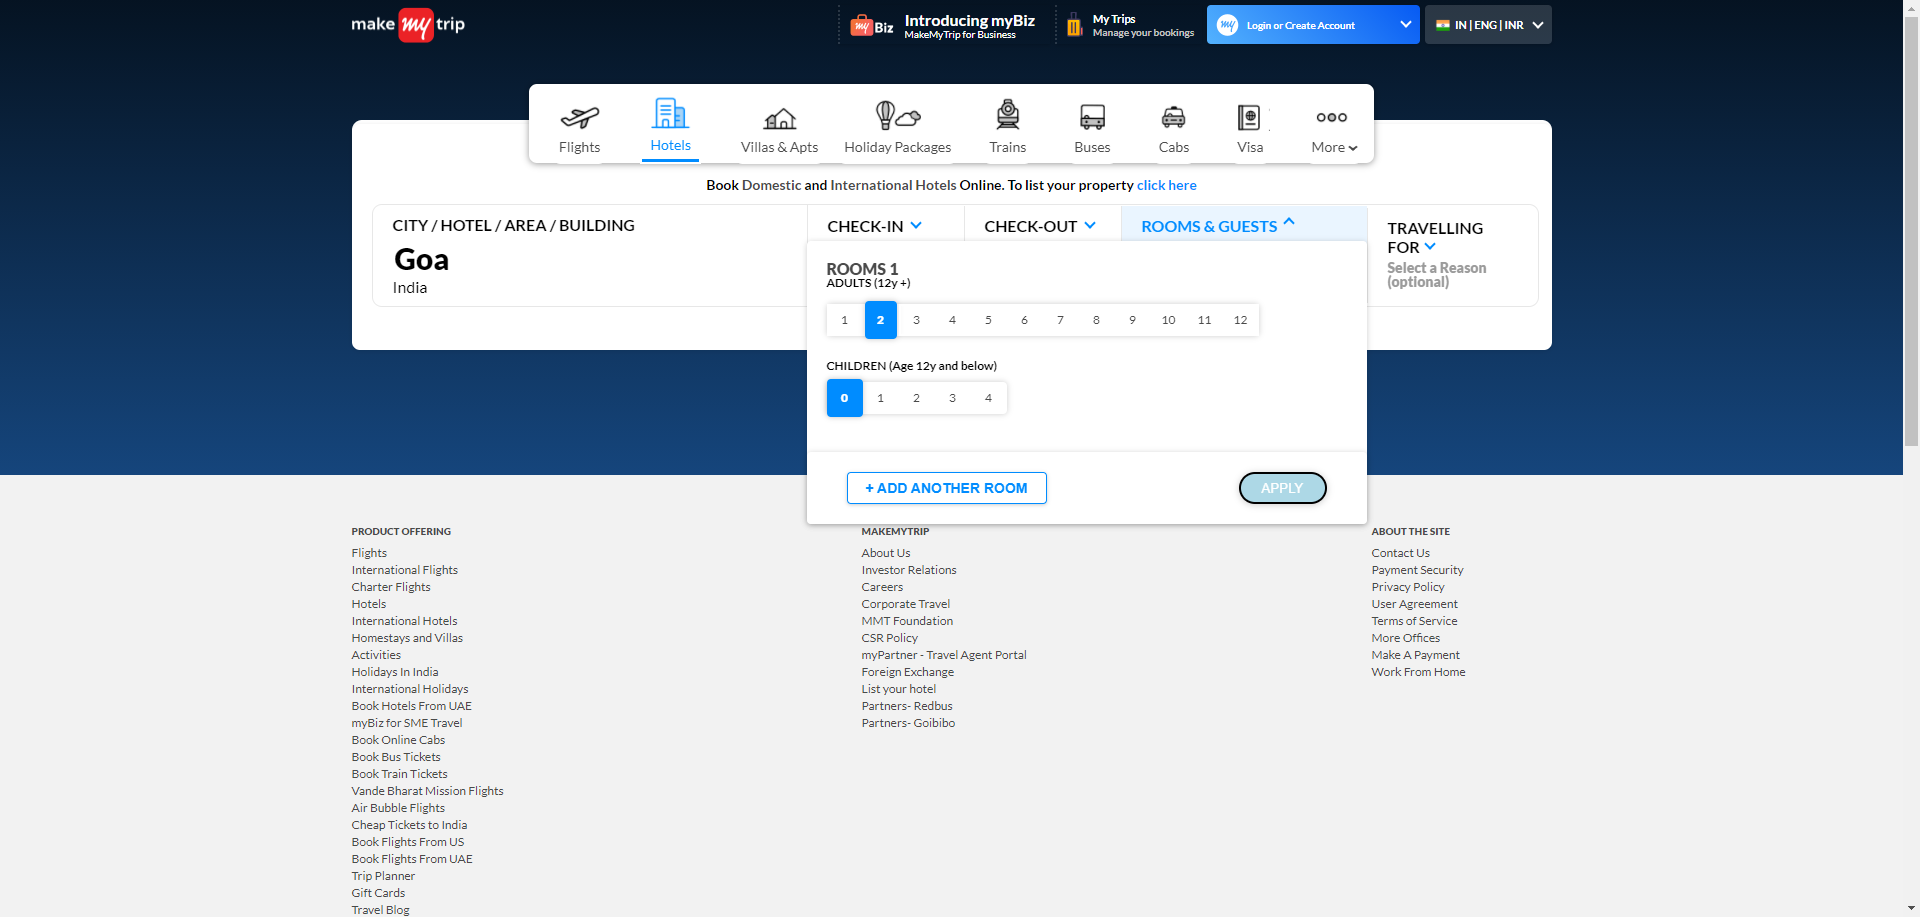 make my trip
my Biz
Introducing myBiz
MakeMyTrip for Business
My Trips
Manage your bookings
my
Login or Create Account
IN | ENG | INR
Flights
Hotels
Villas & Apts
Holiday Packages
Trains
Buses
Cabs
Visa
More
Book Domestic and International Hotels Online. To list your property click here
CITY / HOTEL / AREA / BUILDING
Goa
India
CHECK-IN
CHECK-OUT
ROOMS & GUESTS
TRAVELLING
FOR
Select a Reason
(optional)
ROOMS 1
ADULTS (12y +)
1 2 3 4 5 6 7 8 9 10 11 12
CHILDREN (Age 12y and below)
0 1 2 3 4
+ ADD ANOTHER ROOM
APPLY
PRODUCT OFFERING
Flights
International Flights
Charter Flights
Hotels
International Hotels
Homestays and Villas
Activities
Holidays In India
International Holidays
Book Hotels From UAE
myBiz for SME Travel
Book Online Cabs
Book Bus Tickets
Book Train Tickets
Vande Bharat Mission Flights
Air Bubble Flights
Cheap Tickets to India
Book Flights From US
Book Flights From UAE
Trip Planner
Gift Cards
Travel Blog
MAKEMYTRIP
About Us
Investor Relations
Careers
Corporate Travel
MMT Foundation
CSR Policy
myPartner - Travel Agent Portal
Foreign Exchange
List your hotel
Partners- Redbus
Partners- Goibibo
ABOUT THE SITE
Contact Us
Payment Security
Privacy Policy
User Agreement
Terms of Service
More Offices
Make A Payment
Work From Home